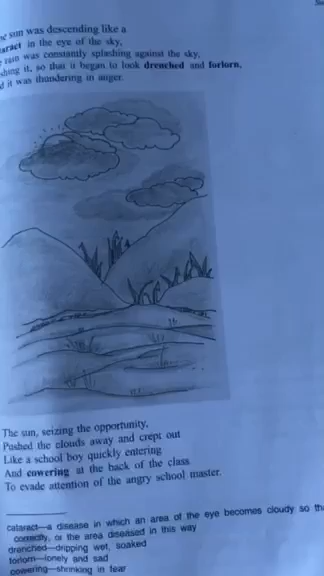 sun was descending like a
in the eye of the sky,
rain was constantly splashing against the sky,
it, so that it began to look drenched and forlorn,
it was thundering in anger.
The sun, seizing the opportunity,
Pushed the clouds away and crept out
Like a school boy quickly entering
And cowering at the back of the class
To evade attention of the angry school master.
cataract—a disease in which an area of the eye becomes cloudy so
correctly, or the area diseased in this way
drenched—dripping wet, soaked
forlorn—lonely and sad
cowering—shrinking in fear